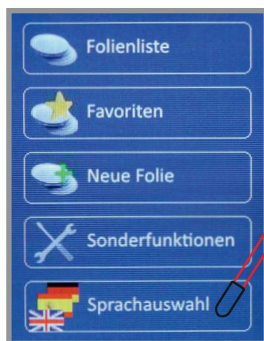 Folienliste
Favoriten
Neue Folie
Sonderfunktionen
Sprachauswahl